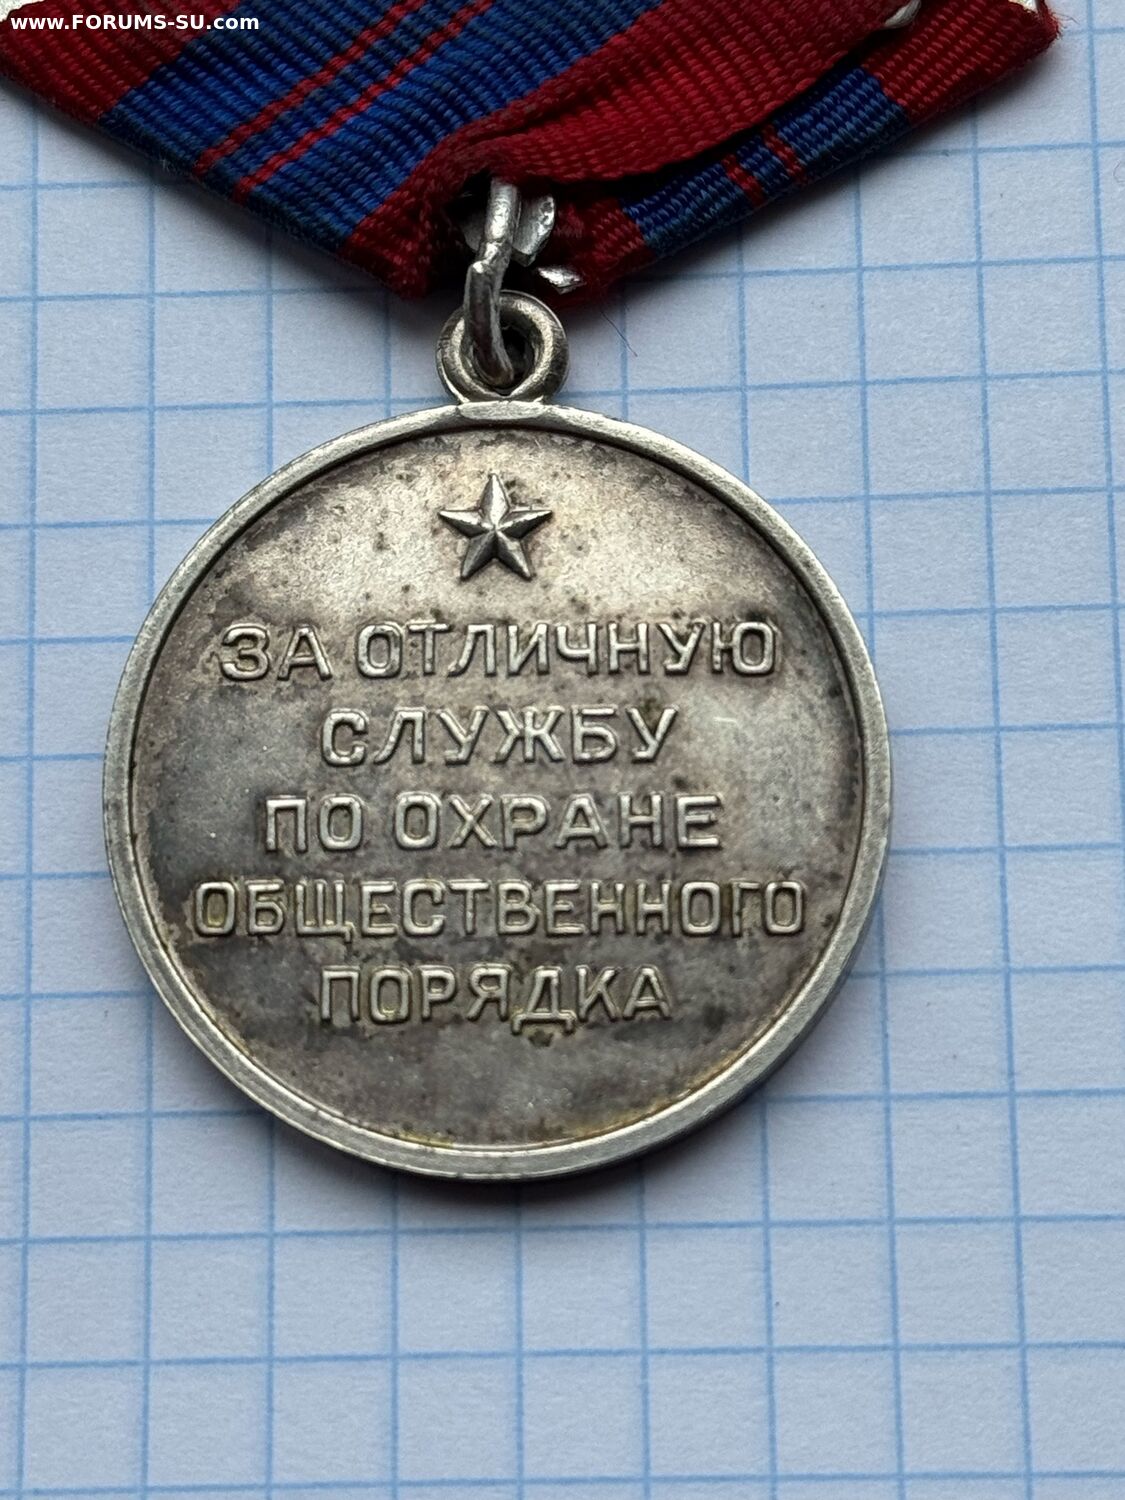 www.FORUMS-SU.com
ЗА ОТЛИЧНУЮ
СЛУЖБУ
ПО ОХРАНЕ
ОБЩЕСТВЕННОГО
ПОРЯДКА